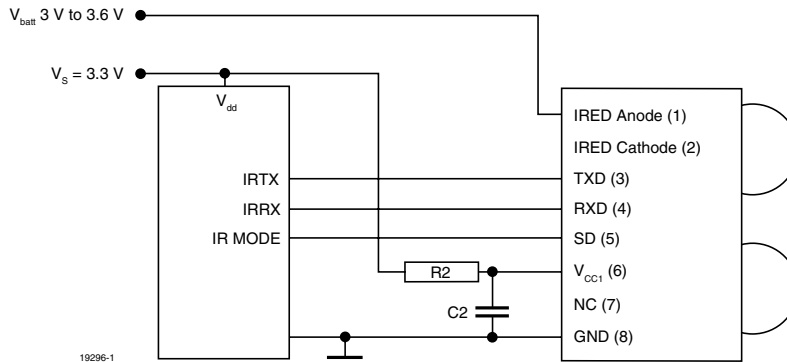 V_batt 3 V to 3.6 V
V_S = 3.3 V
V_dd
IRTX
IRRX
IR MODE
R2
C2
IRED Anode (1)
IRED Cathode (2)
TXD (3)
RXD (4)
SD (5)
V_CC1 (6)
NC (7)
GND (8)
19296-1